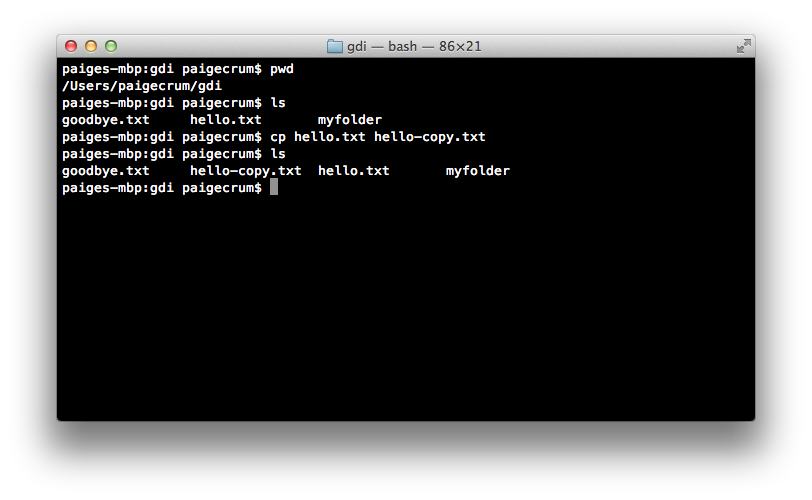 gdi — bash — 86×21
paiges-mbp:gdi paigecrum$ pwd
/Users/paigecrum/gdi
paiges-mbp:gdi paigecrum$ ls
goodbye.txt     hello.txt       myfolder
paiges-mbp:gdi paigecrum$ cp hello.txt hello-copy.txt
paiges-mbp:gdi paigecrum$ ls
goodbye.txt     hello-copy.txt  hello.txt       myfolder
paiges-mbp:gdi paigecrum$